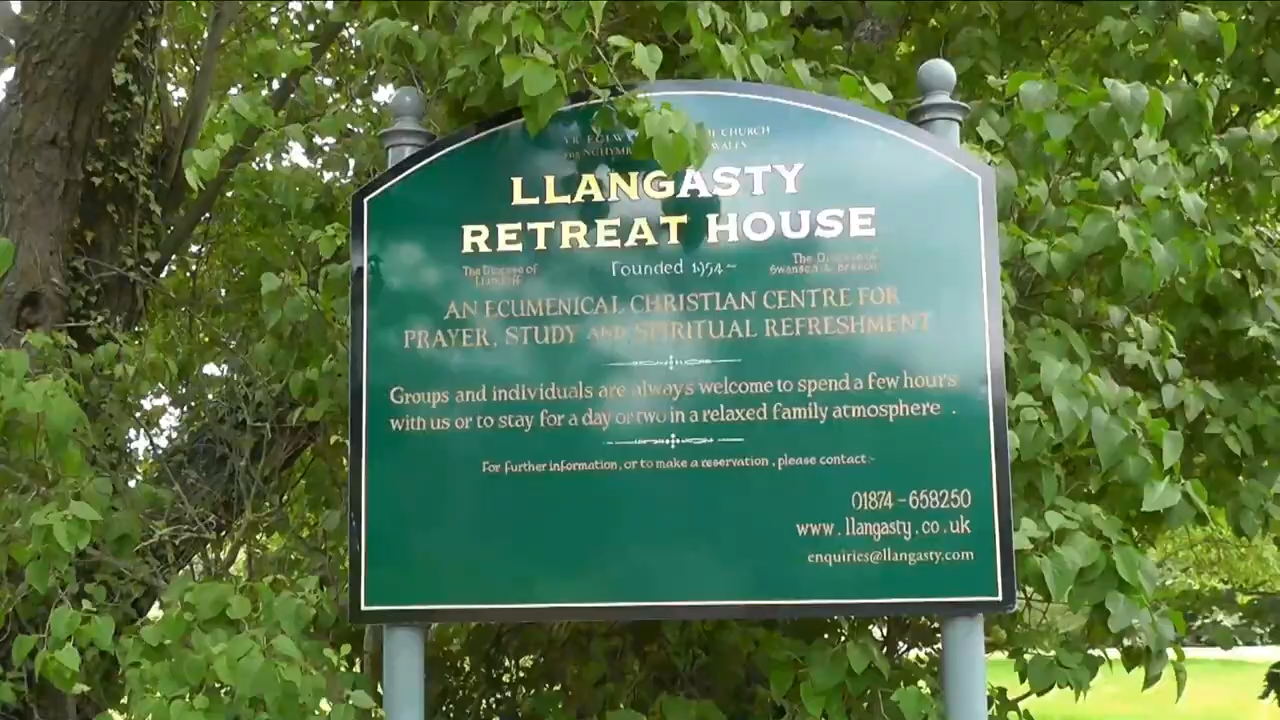 CHURCH
WALES
LLANGASTY
RETREAT HOUSE
The Diocese of
Llandaff
Founded 1954~
The Diocese of
Swansea & Brecon
AN ECUMENICAL CHRISTIAN CENTRE FOR
PRAYER, STUDY AND SPIRITUAL REFRESHMENT
Groups and individuals are always welcome to spend a few hours
with us or to stay for a day or two in a relaxed family atmosphere .
For further information, or to make a reservation, please contact:-
01874-658250
www.llangasty.co.uk
enquiries@llangasty.com